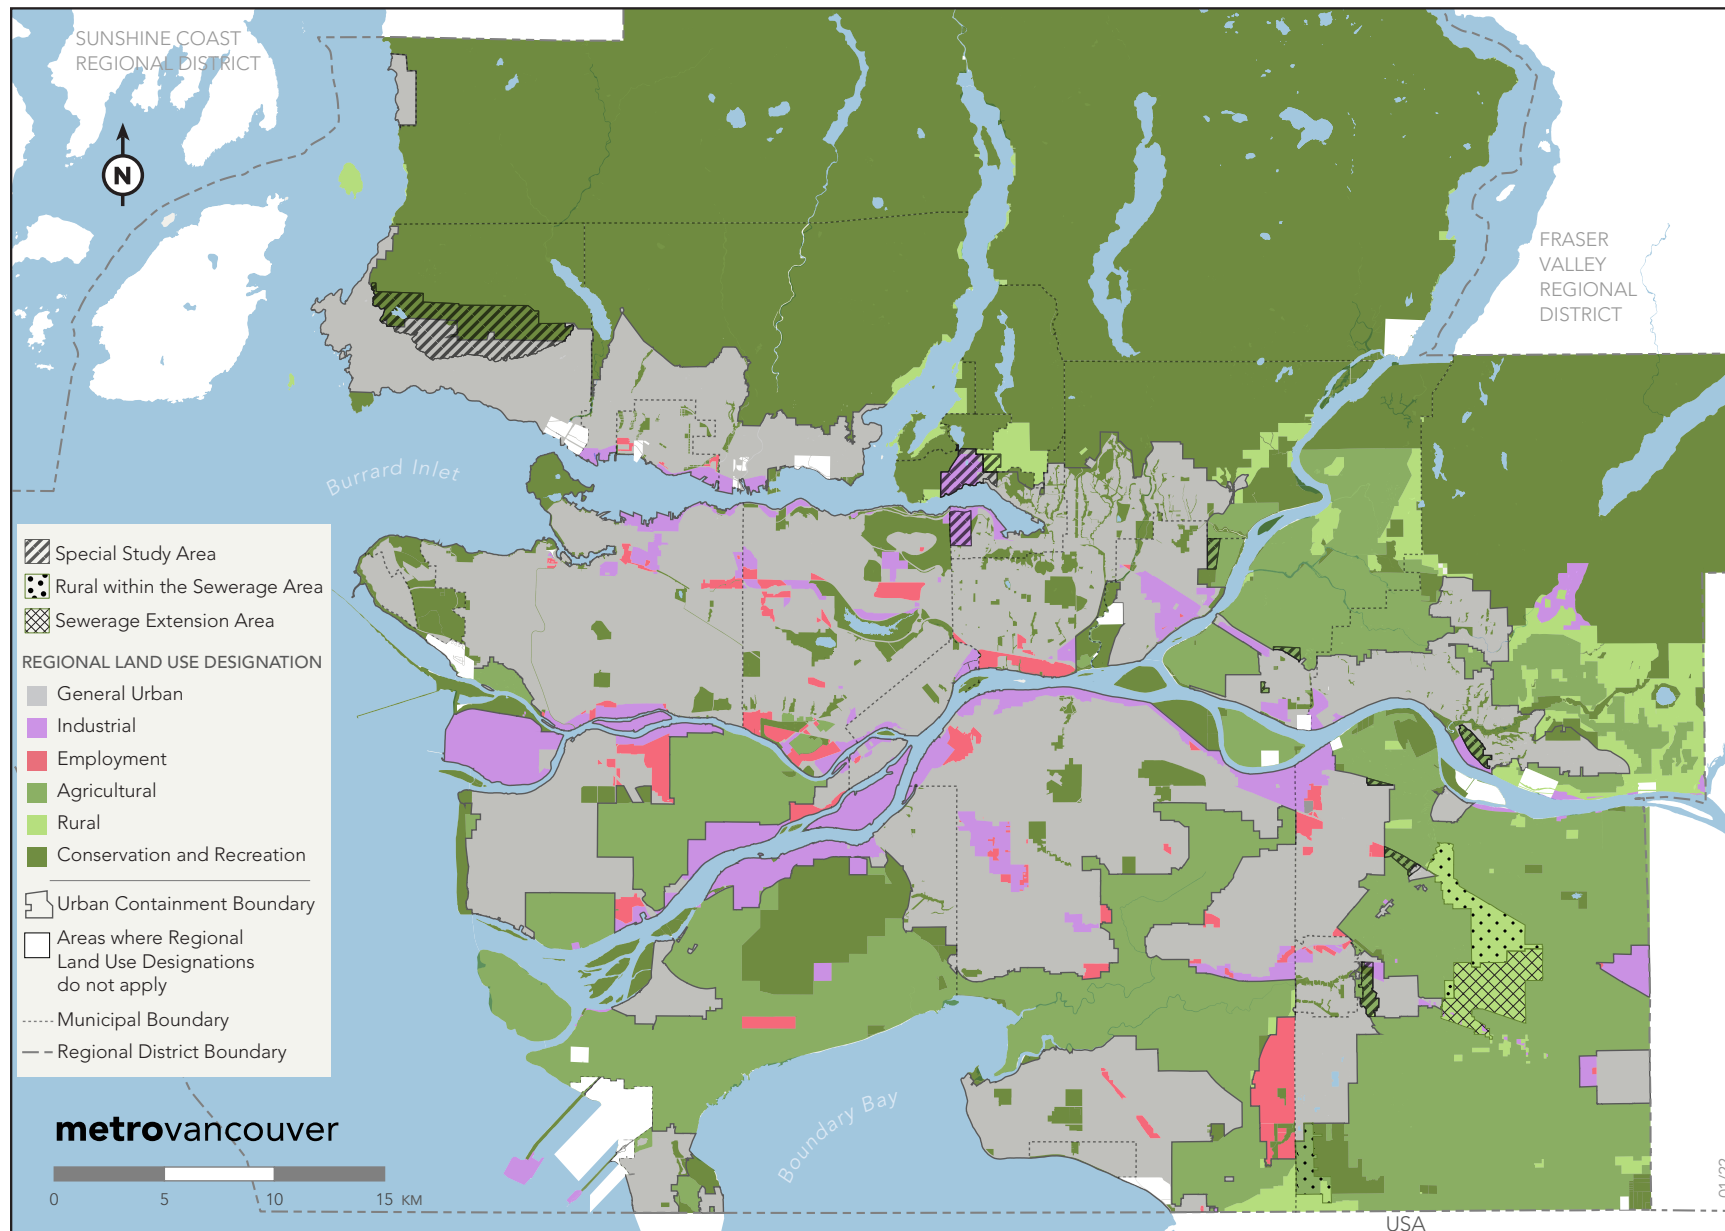 SUNSHINE COAST
REGIONAL DISTRICT
N
FRASER
VALLEY
REGIONAL
DISTRICT
Burrard Inlet
Special Study Area
Rural within the Sewerage Area
Sewerage Extension Area
REGIONAL LAND USE DESIGNATION
General Urban
Industrial
Employment
Agricultural
Rural
Conservation and Recreation
Urban Containment Boundary
Areas where Regional
Land Use Designations
do not apply
Municipal Boundary
Regional District Boundary
Boundary Bay
metrovancouver
0 5 10 15 KM
01/22
USA